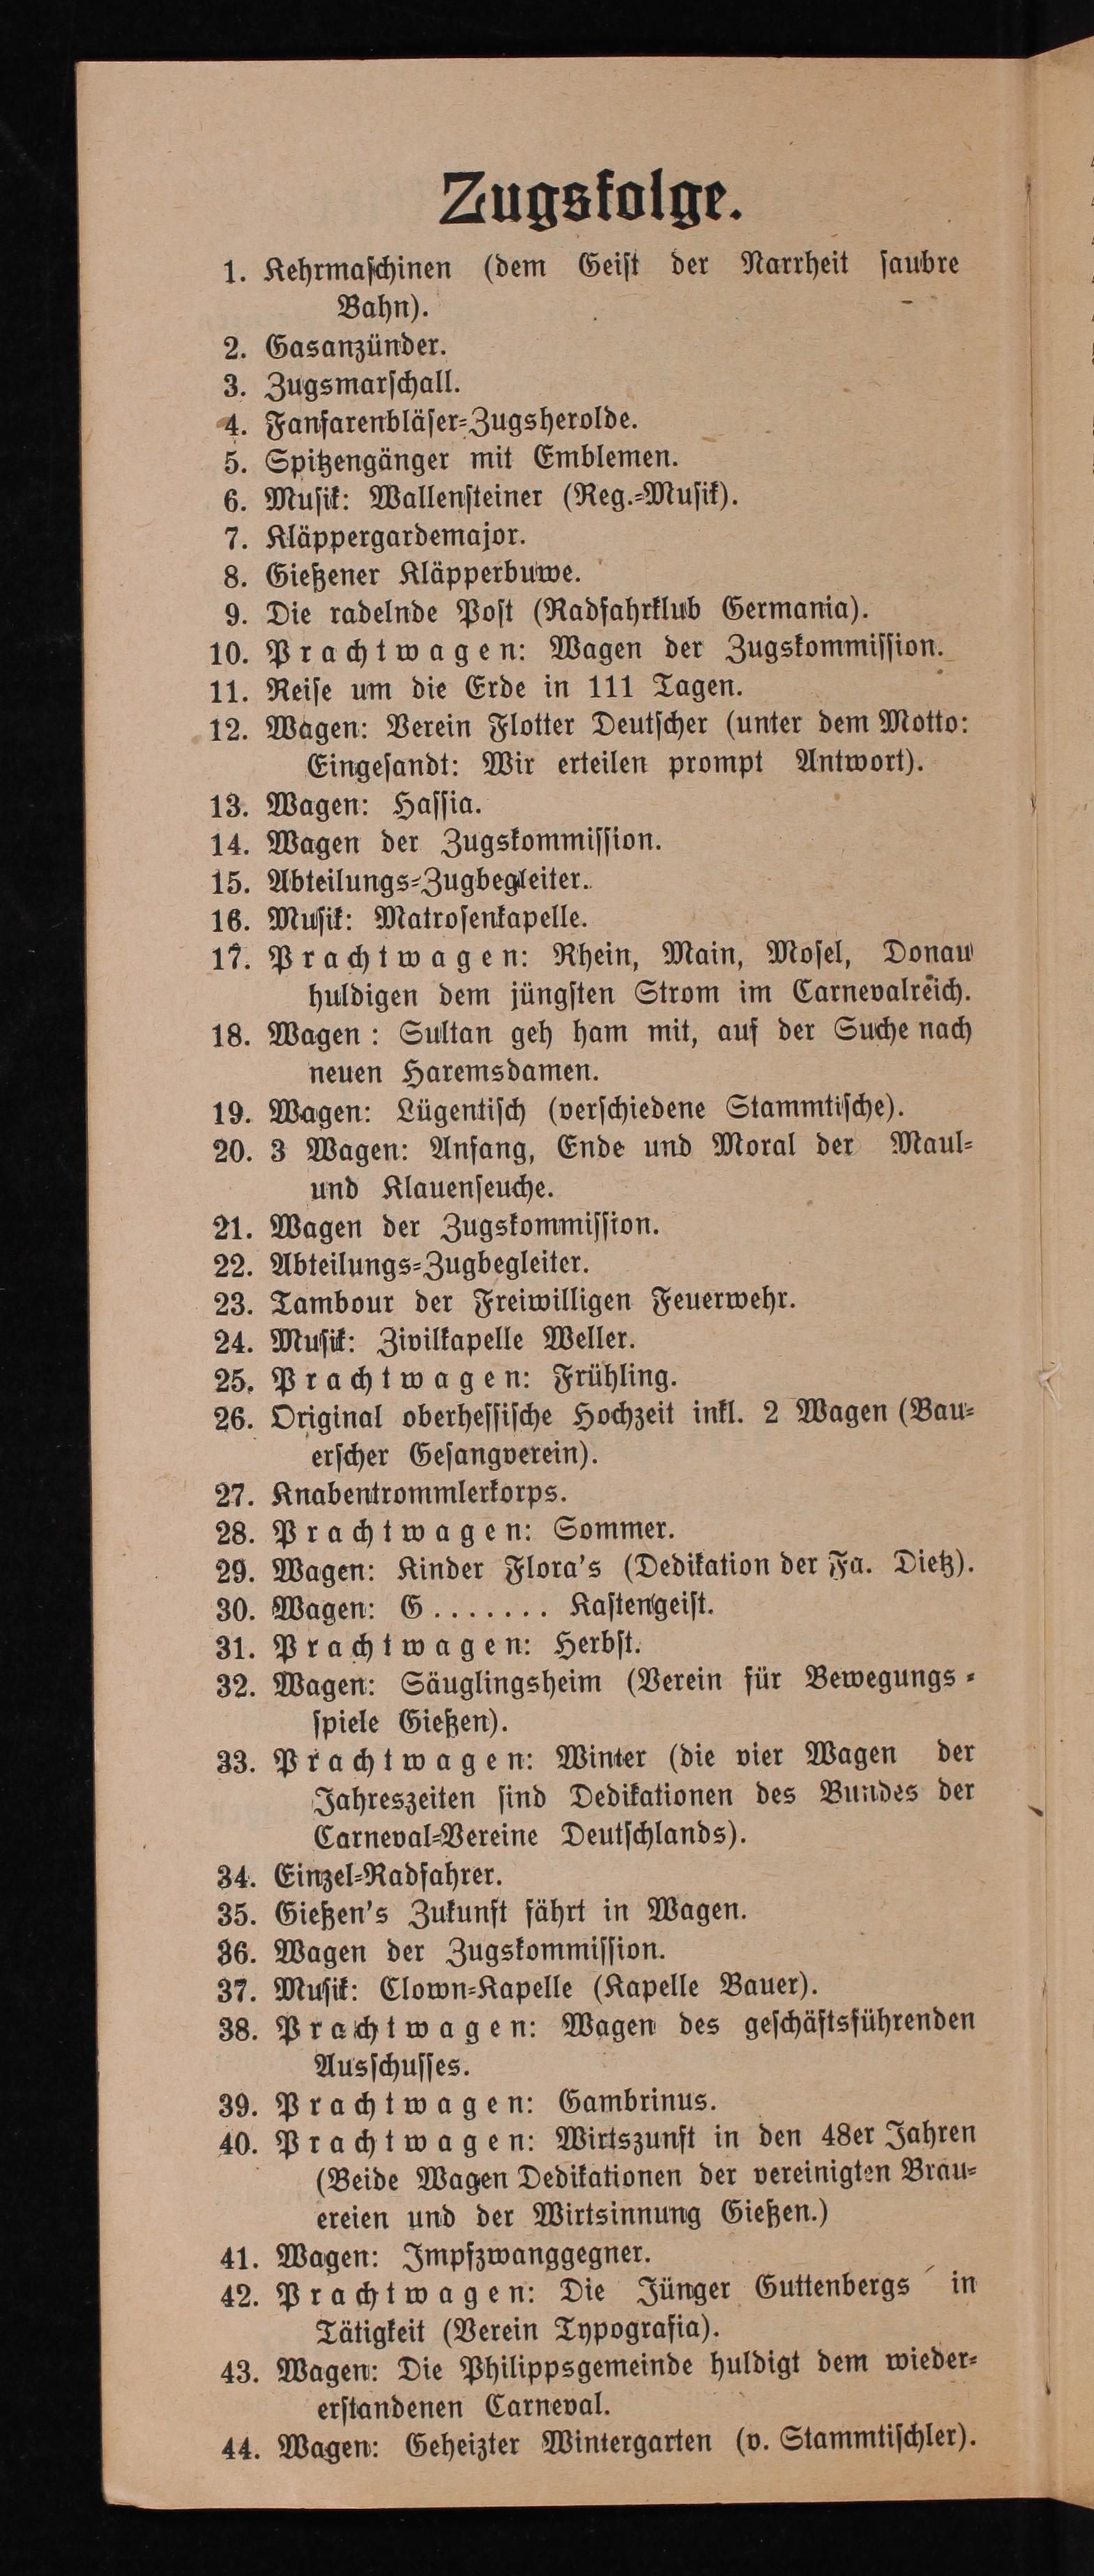 Zugsfolge.
1. Kehrmaschinen (dem Geist der Narrheit saubre
Bahn).
2. Gasanzünder.
3. Zugsmarschall.
4. Fanfarenbläser-Zugsherolde.
5. Spitzengänger mit Emblemen.
6. Musik: Wallensteiner (Reg.-Musik).
7. Kläppergardemajor.
8. Gießener Kläpperbuwe.
9. Die radelnde Post (Radfahrklub Germania).
10. Prachtwagen: Wagen der Zugskommission.
11. Reise um die Erde in 111 Tagen.
12. Wagen: Verein Flotter Deutscher (unter dem Motto:
Eingesandt: Wir erteilen prompt Antwort).
13. Wagen: Hassia.
14. Wagen der Zugskommission.
15. Abteilungs-Zugbegleiter.
16. Musik: Matrosenkapelle.
17. Prachtwagen: Rhein, Main, Mosel, Donau
huldigen dem jüngsten Strom im Carnevalreich.
18. Wagen: Sultan geh ham mit, auf der Suche nach
neuen Haremsdamen.
19. Wagen: Lügentisch (verschiedene Stammtische).
20. 3 Wagen: Anfang, Ende und Moral der Maul-
und Klauenseuche.
21. Wagen der Zugskommission.
22. Abteilungs-Zugbegleiter.
23. Tambour der Freiwilligen Feuerwehr.
24. Musik: Zivilkapelle Weller.
25. Prachtwagen: Frühling.
26. Original oberhessische Hochzeit inkl. 2 Wagen (Bau-
erscher Gesangverein).
27. Knabentrommlerkorps.
28. Prachtwagen: Sommer.
29. Wagen: Kinder Flora's (Dedikation der Fa. Dietz).
30. Wagen: G....... Kastengeist.
31. Prachtwagen: Herbst.
32. Wagen: Säuglingsheim (Verein für Bewegungs-
spiele Gießen).
33. Prachtwagen: Winter (die vier Wagen der
Jahreszeiten sind Dedikationen des Bundes der
Carneval-Vereine Deutschlands).
34. Einzel-Radfahrer.
35. Gießen's Zukunft fährt in Wagen.
36. Wagen der Zugskommission.
37. Musik: Clown-Kapelle (Kapelle Bauer).
38. Prachtwagen: Wagen des geschäftsführenden
Ausschusses.
39. Prachtwagen: Gambrinus.
40. Prachtwagen: Wirtszunft in den 48er Jahren
(Beide Wagen Dedikationen der vereinigten Brau-
ereien und der Wirtsinnung Gießen.)
41. Wagen: Impfzwanggegner.
42. Prachtwagen: Die Jünger Guttenbergs in
Tätigkeit (Verein Typografia).
43. Wagen: Die Philippsgemeinde huldigt dem wieder-
erstandenen Carneval.
44. Wagen: Geheizter Wintergarten (v. Stammtischler).